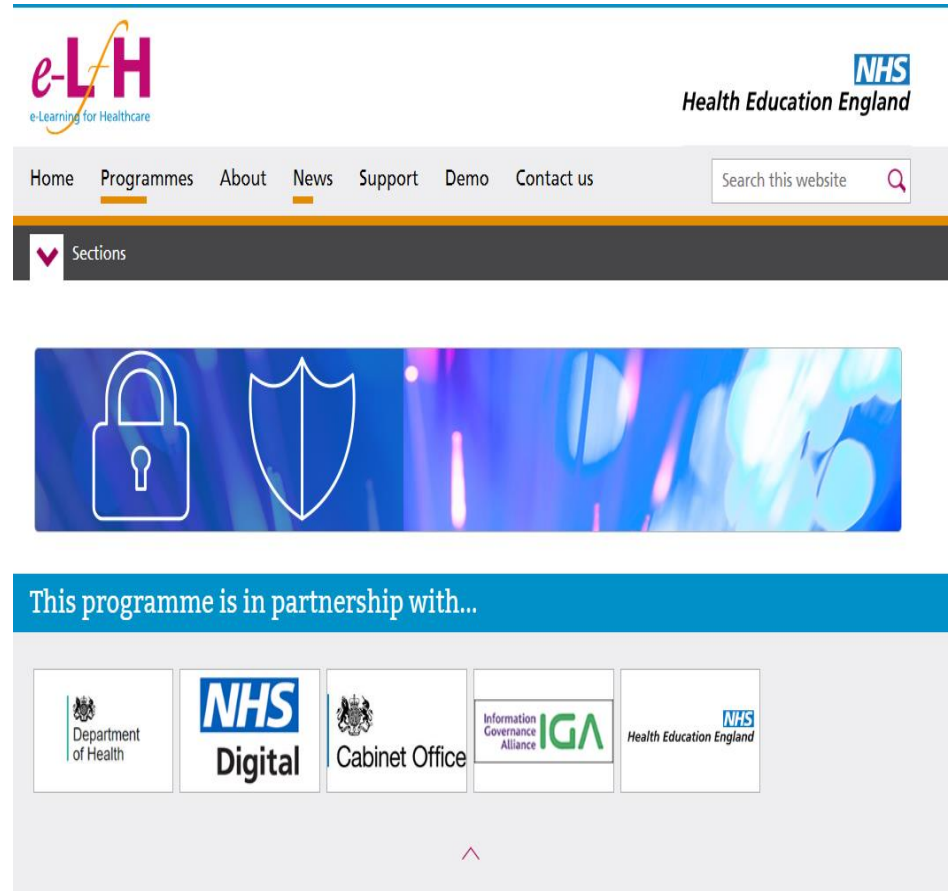 e-LfH
e-Learning for Healthcare
NHS
Health Education England
Home Programmes About News Support Demo Contact us
Search this website
Sections
This programme is in partnership with...
Department
of Health
NHS
Digital
Cabinet Office
Information
Governance
Alliance
IGA
NHS
Health Education England